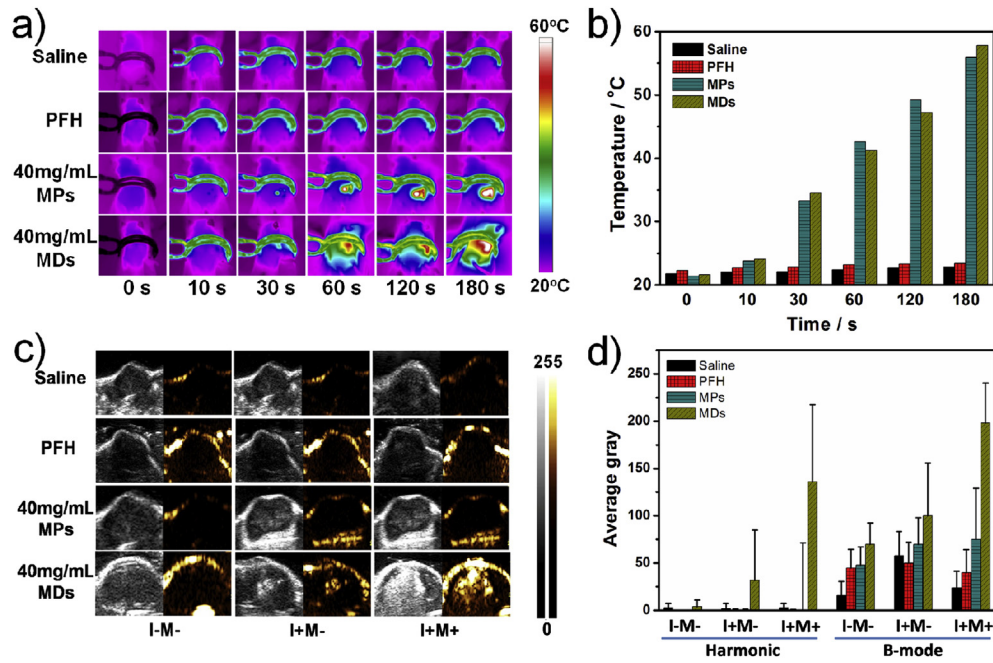 a)
60°C
Saline
PFH
40mg/mL
MPs
40mg/mL
MDs
0 s 10 s 30 s 60 s 120 s 180 s
20°C
b)
Temperature / °C
60
50
40
30
20
Saline
PFH
MPs
MDs
0 10 30 60 120 180
Time / s
c)
255
Saline
PFH
40mg/mL
MPs
40mg/mL
MDs
0
I-M- I+M- I+M+
d)
Average gray
250
200
150
100
50
0
Saline
PFH
MPs
MDs
I-M- I+M- I+M+ I-M- I+M- I+M+
Harmonic B-mode